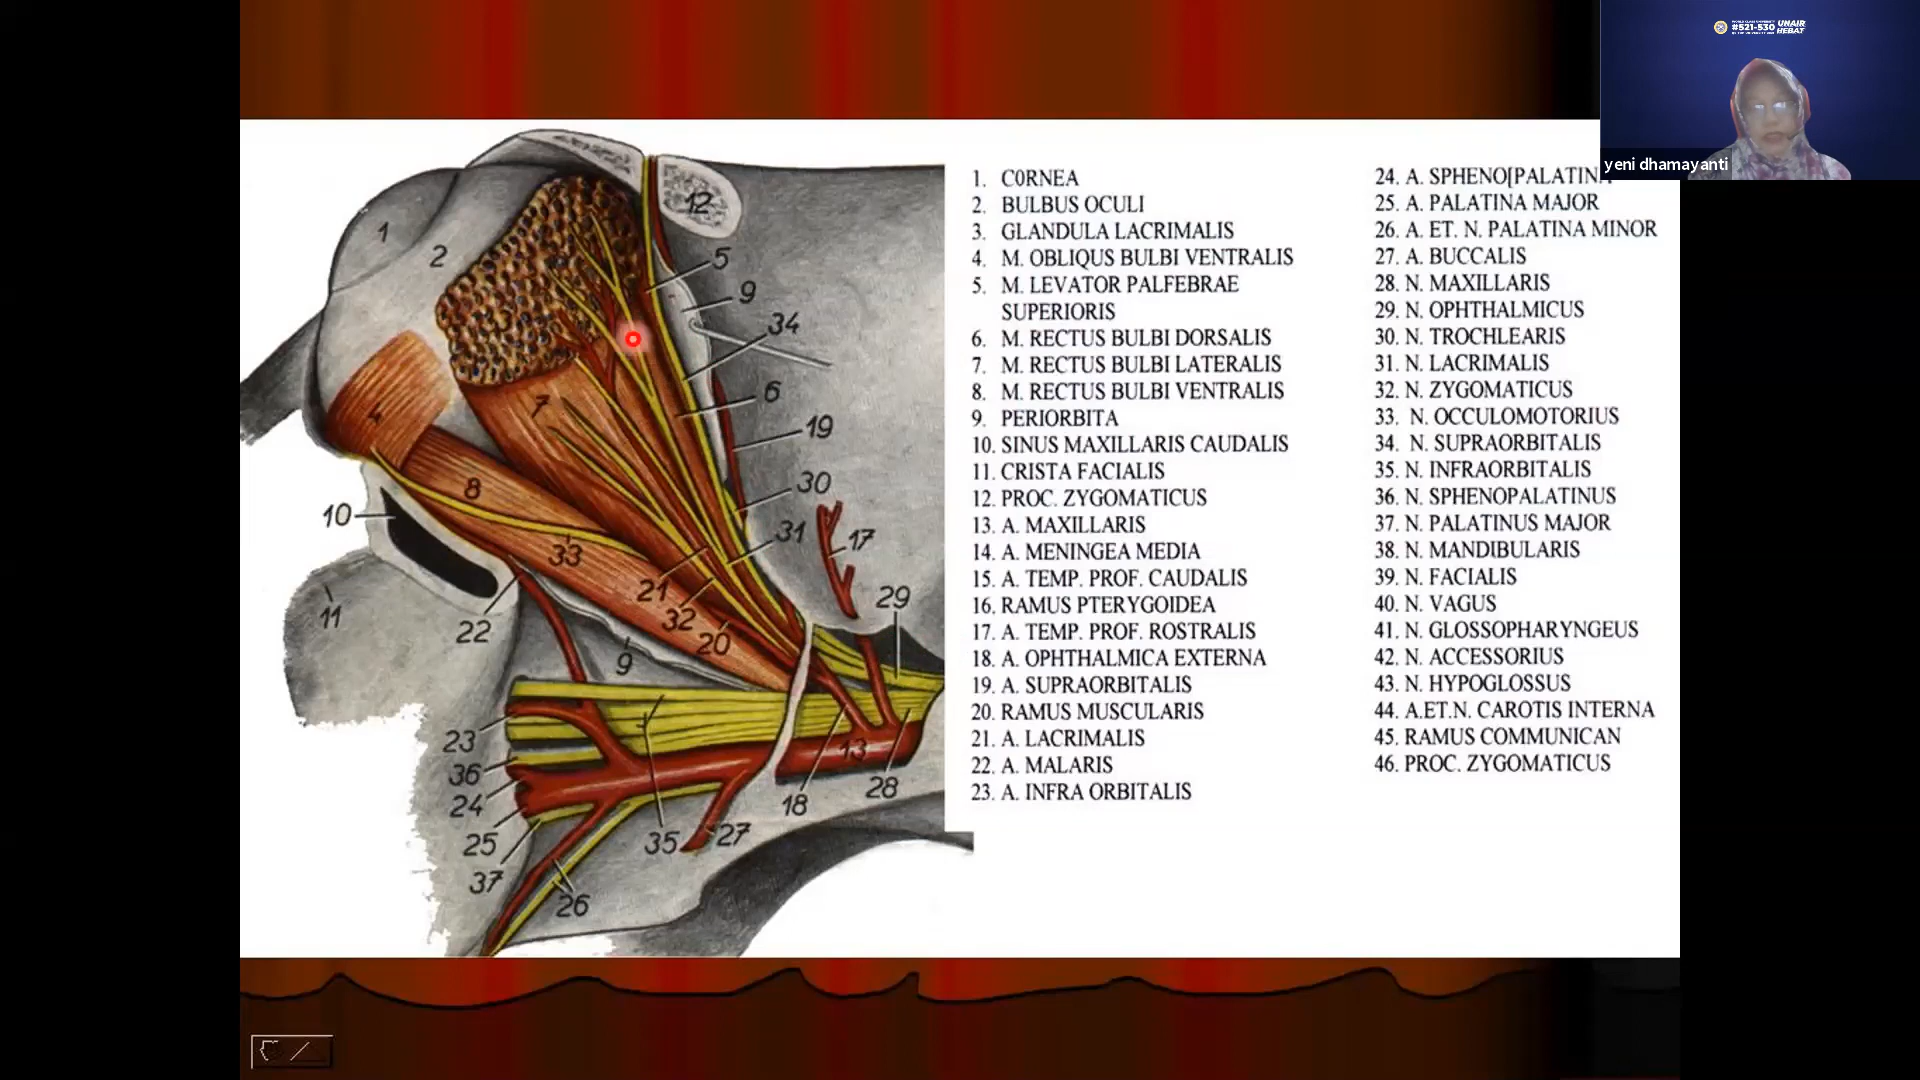 #521-530 UNAIR
HEBAT
yeni dhamayanti
1. C0RNEA
2. BULBUS OCULI
3. GLANDULA LACRIMALIS
4. M. OBLIQUS BULBI VENTRALIS
5. M. LEVATOR PALFEBRAE
SUPERIORIS
6. M. RECTUS BULBI DORSALIS
7. M. RECTUS BULBI LATERALIS
8. M. RECTUS BULBI VENTRALIS
9. PERIORBITA
10. SINUS MAXILLARIS CAUDALIS
11. CRISTA FACIALIS
12. PROC. ZYGOMATICUS
13. A. MAXILLARIS
14. A. MENINGEA MEDIA
15. A. TEMP. PROF. CAUDALIS
16. RAMUS PTERYGOIDEA
17. A. TEMP. PROF. ROSTRALIS
18. A. OPHTHALMICA EXTERNA
19. A. SUPRAORBITALIS
20. RAMUS MUSCULARIS
21. A. LACRIMALIS
22. A. MALARIS
23. A. INFRA ORBITALIS
24. A. SPHENO[PALATINA
25. A. PALATINA MAJOR
26. A. ET. N. PALATINA MINOR
27. A. BUCCALIS
28. N. MAXILLARIS
29. N. OPHTHALMICUS
30. N. TROCHLEARIS
31. N. LACRIMALIS
32. N. ZYGOMATICUS
33. N. OCCULOMOTORIUS
34. N. SUPRAORBITALIS
35. N. INFRAORBITALIS
36. N. SPHENOPALATINUS
37. N. PALATINUS MAJOR
38. N. MANDIBULARIS
39. N. FACIALIS
40. N. VAGUS
41. N. GLOSSOPHARYNGEUS
42. N. ACCESSORIUS
43. N. HYPOGLOSSUS
44. A.ET.N. CAROTIS INTERNA
45. RAMUS COMMUNICAN
46. PROC. ZYGOMATICUS
12
1
2
5
9
34
6
7
19
4
8
30
10
31
17
33
21
29
11
32
22
20
9
23
13
36
28
24
18
35
27
25
37
26